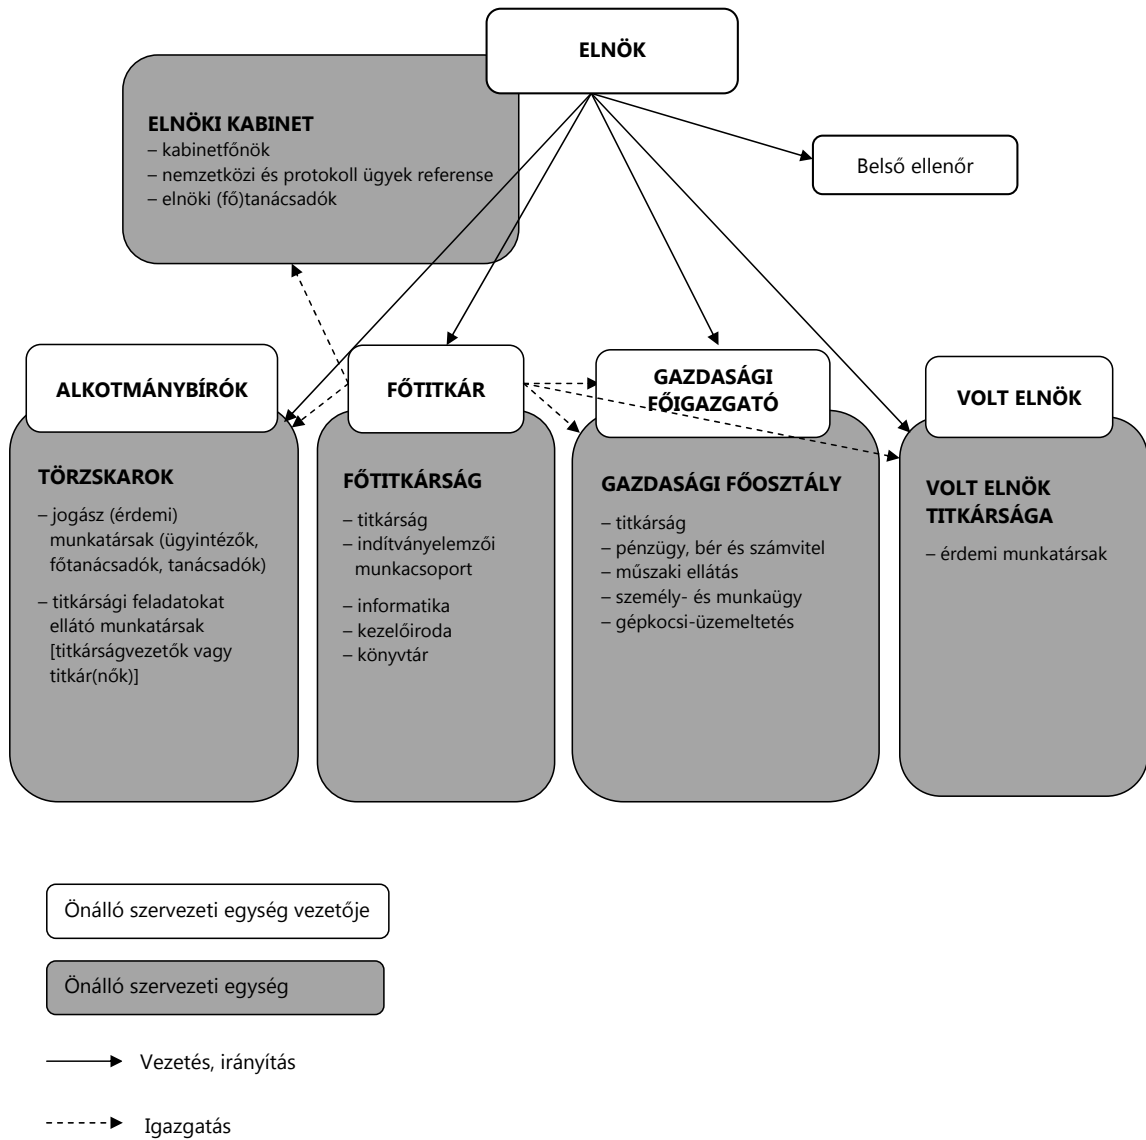 ELNÖK
ELNÖKI KABINET
– kabinetfőnök
– nemzetközi és protokoll ügyek referense
– elnöki (fő)tanácsadók
Belső ellenőr
ALKOTMÁNYBÍRÓK
TÖRZSKAROK
– jogász (érdemi)
munkatársak (ügyintézők,
főtanácsadók, tanácsadók)
– titkársági feladatokat
ellátó munkatársak
[titkárságvezetők vagy
titkár(nők)]
FŐTITKÁR
FŐTITKÁRSÁG
– titkárság
– indítványelemzői
munkacsoport
– informatika
– kezelőiroda
– könyvtár
GAZDASÁGI
FŐIGAZGATÓ
GAZDASÁGI FŐOSZTÁLY
– titkárság
– pénzügy, bér és számvitel
– műszaki ellátás
– személy- és munkaügy
– gépkocsi-üzemeltetés
VOLT ELNÖK
VOLT ELNÖK
TITKÁRSÁGA
– érdemi munkatársak
Önálló szervezeti egység vezetője
Önálló szervezeti egység
Vezetés, irányítás
Igazgatás